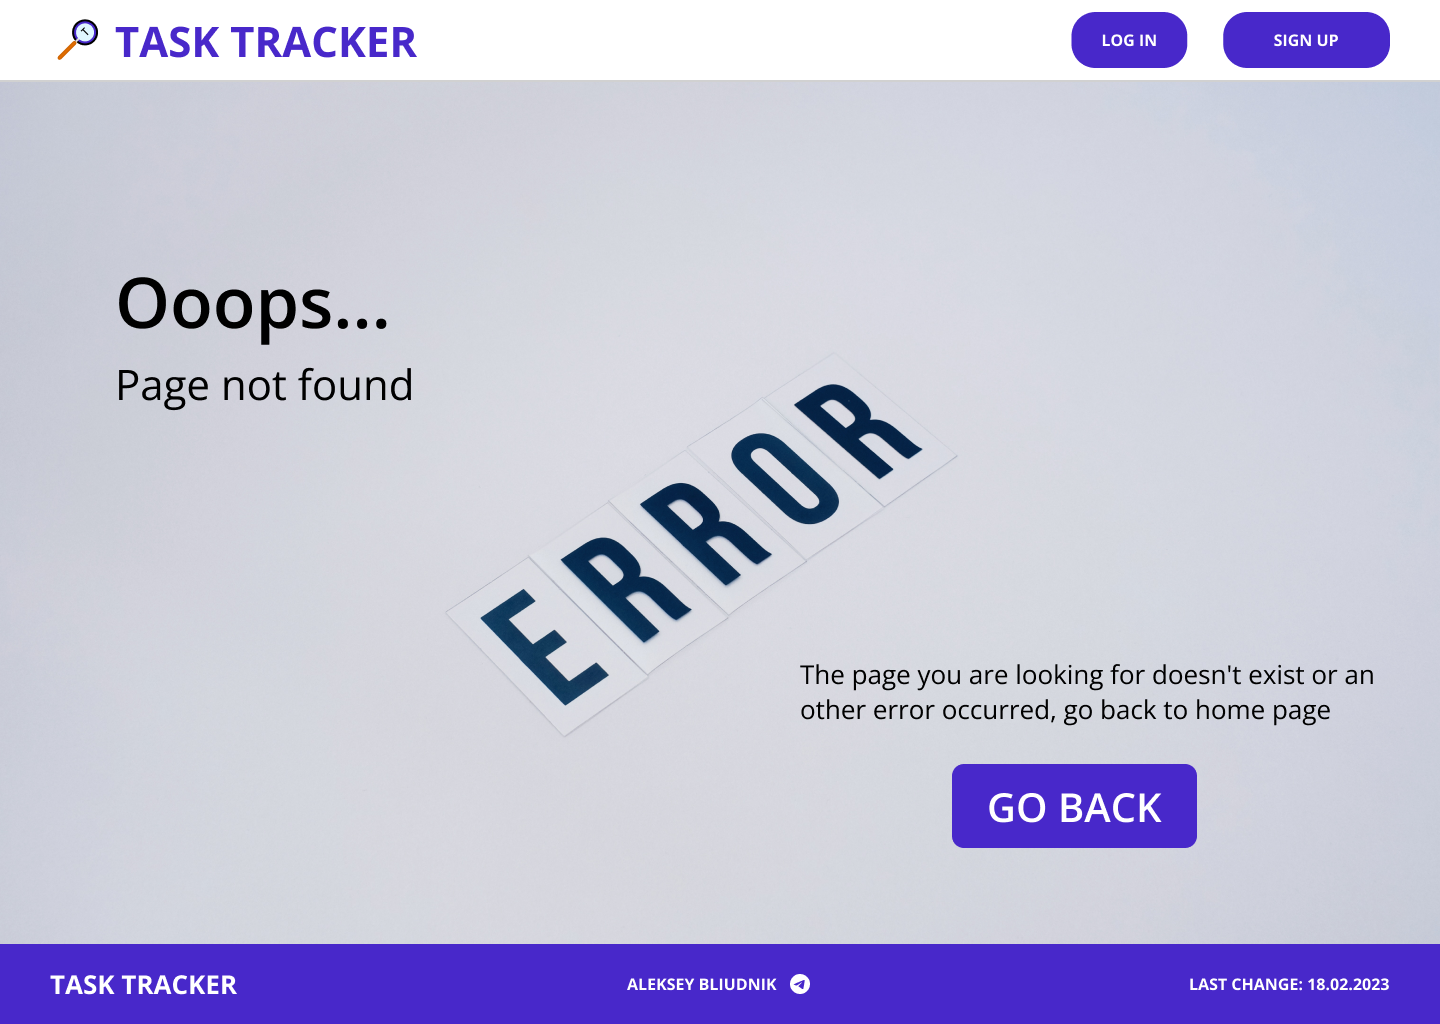 TASK TRACKER
LOG IN
SIGN UP
Ooops...
Page not found
ERROR
The page you are looking for doesn't exist or an
other error occurred, go back to home page
GO BACK
TASK TRACKER
ALEKSEY BLIUDNIK
LAST CHANGE: 18.02.2023